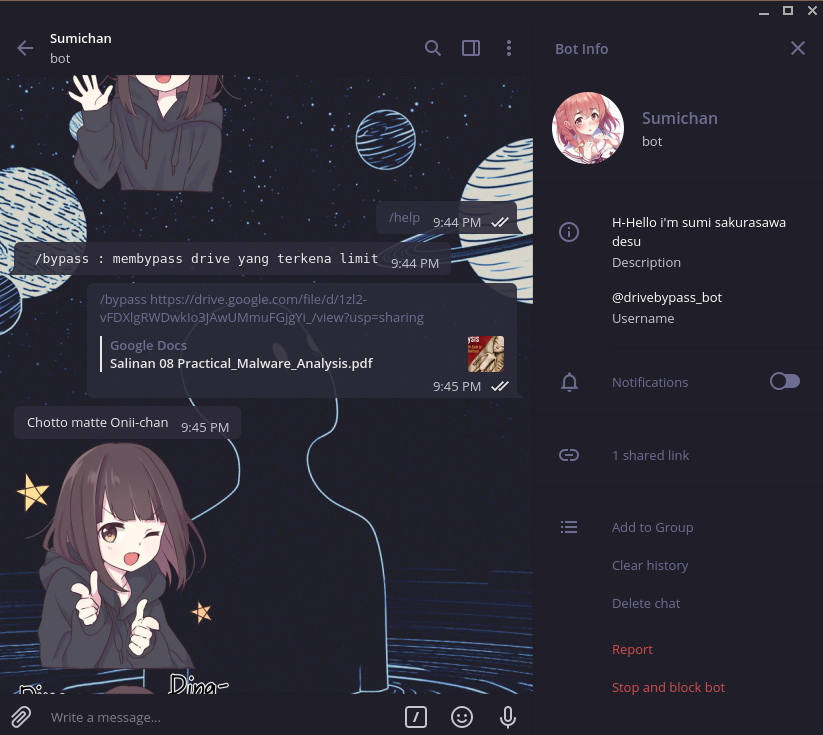 Sumichan
bot
/help
9:44 PM
/bypass : membypass drive yang terkena limit
9:44 PM
/bypass https://drive.google.com/file/d/1zl2-
vFDXlgRWDwkIo3JAwUMmuFGjgYi_/view?usp=sharing
Google Docs
Salinan 08 Practical_Malware_Analysis.pdf
9:45 PM
Chotto matte Onii-chan
9:45 PM
Ding-
Write a message...
Bot Info
Sumichan
bot
H-Hello i'm sumi sakurasawa
desu
Description
@drivebypass_bot
Username
Notifications
1 shared link
Add to Group
Clear history
Delete chat
Report
Stop and block bot